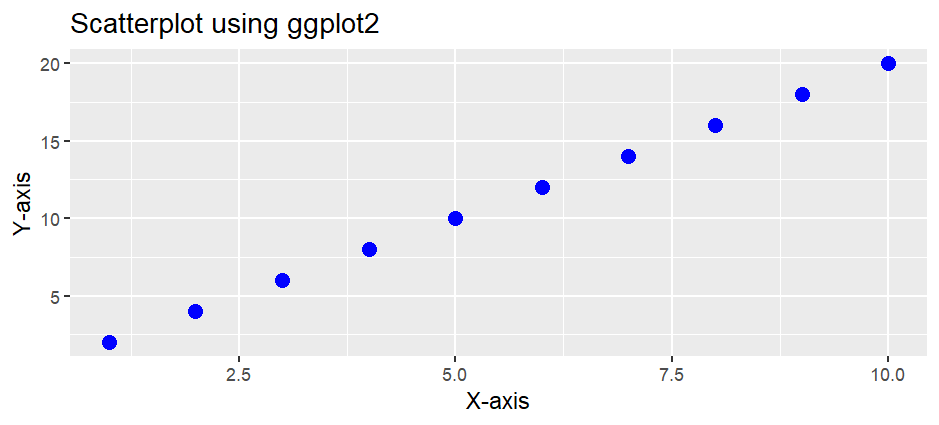 Scatterplot using ggplot2
20
15
10
5
Y-axis
2.5 5.0 7.5 10.0
X-axis